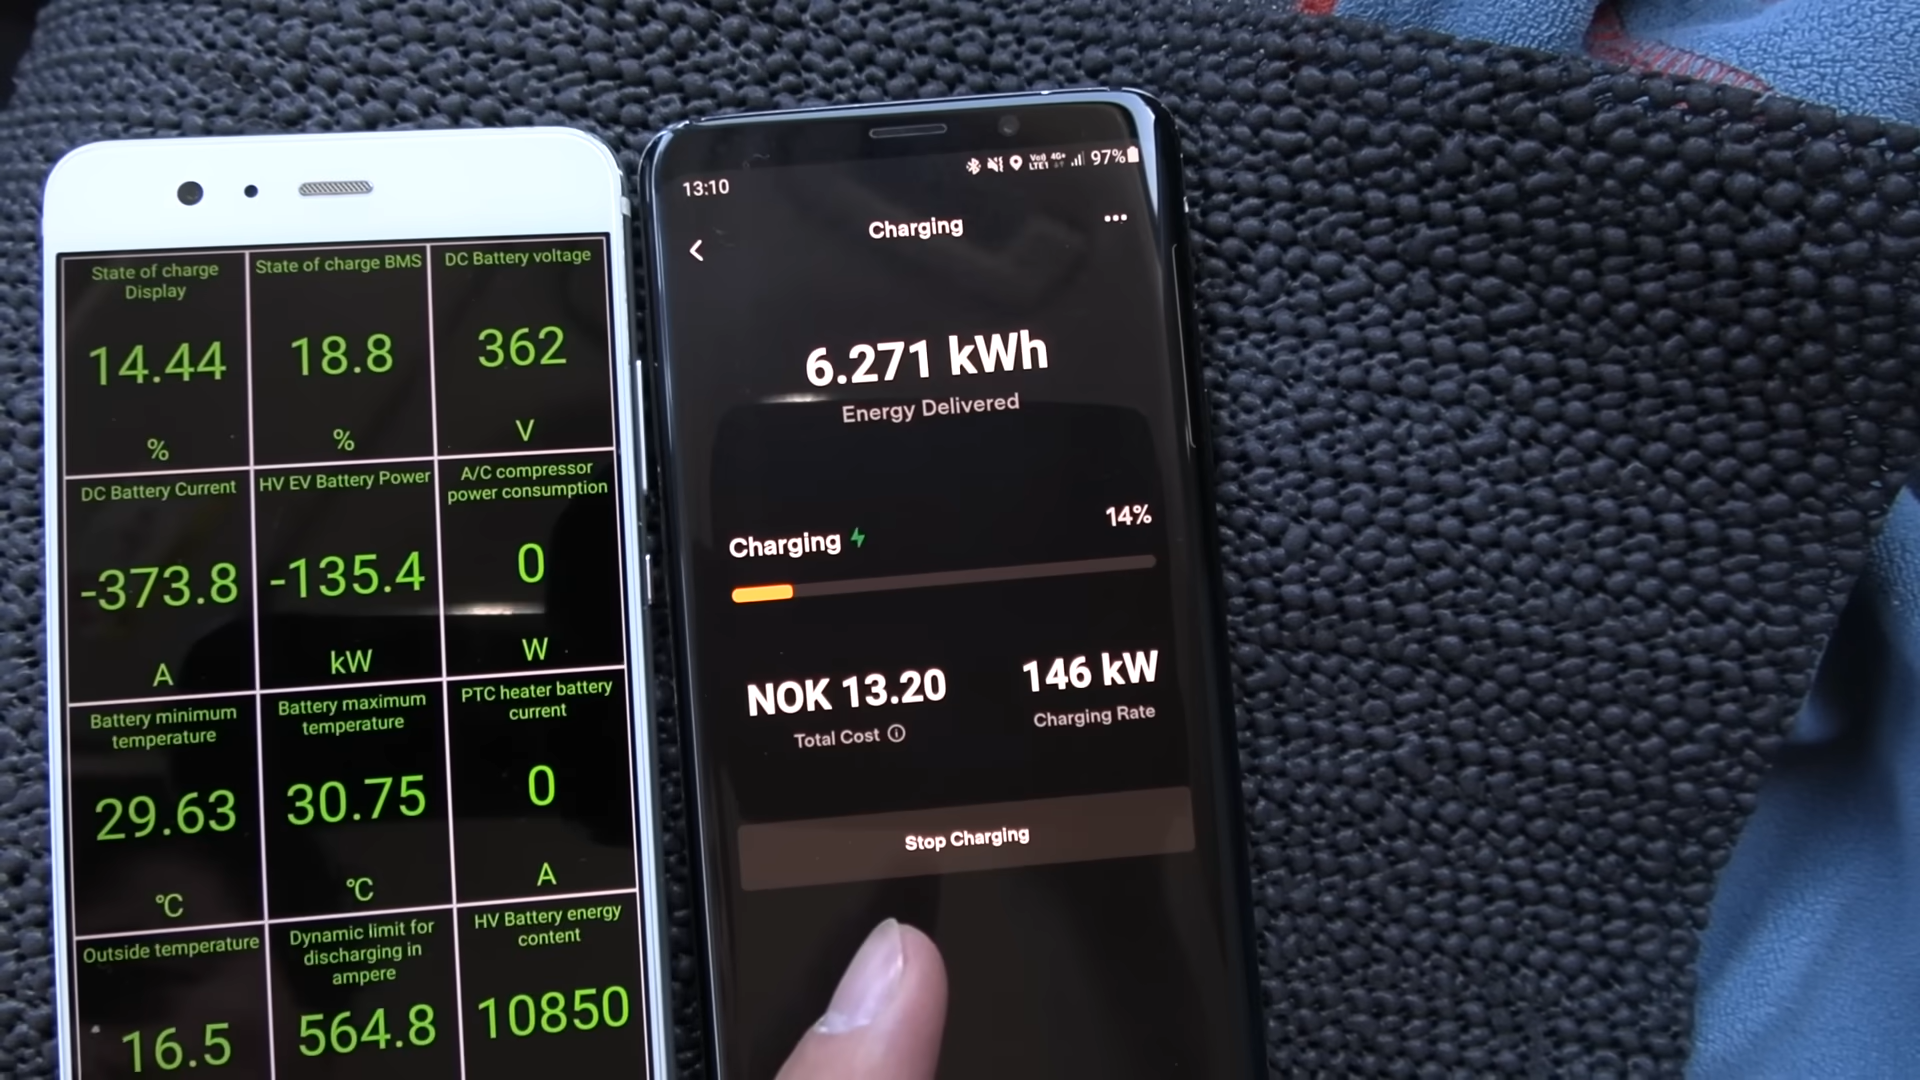 State of charge
Display
14.44
%
State of charge BMS
18.8
%
DC Battery voltage
362
V
DC Battery Current
-373.8
A
HV EV Battery Power
-135.4
kW
A/C compressor
power consumption
0
W
Battery minimum
temperature
29.63
°C
Battery maximum
temperature
30.75
°C
PTC heater battery
current
0
A
Outside temperature
16.5
Dynamic limit for
discharging in
ampere
564.8
HV Battery energy
content
10850
13:10
97%
Charging
6.271 kWh
Energy Delivered
Charging
14%
NOK 13.20
Total Cost
146 kW
Charging Rate
Stop Charging